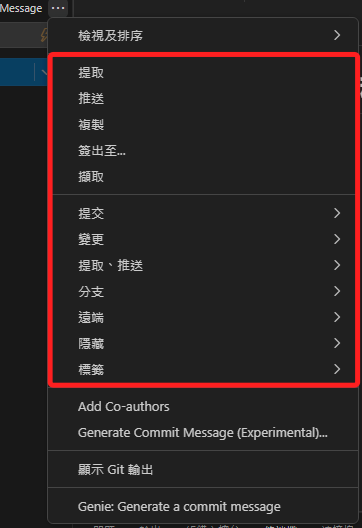 Message ...
檢視及排序
提取
推送
複製
簽出至...
擷取
提交
變更
提取、推送
分支
遠端
隱藏
標籤
Add Co-authors
Generate Commit Message (Experimental)...
顯示 Git 輸出
Genie: Generate a commit message